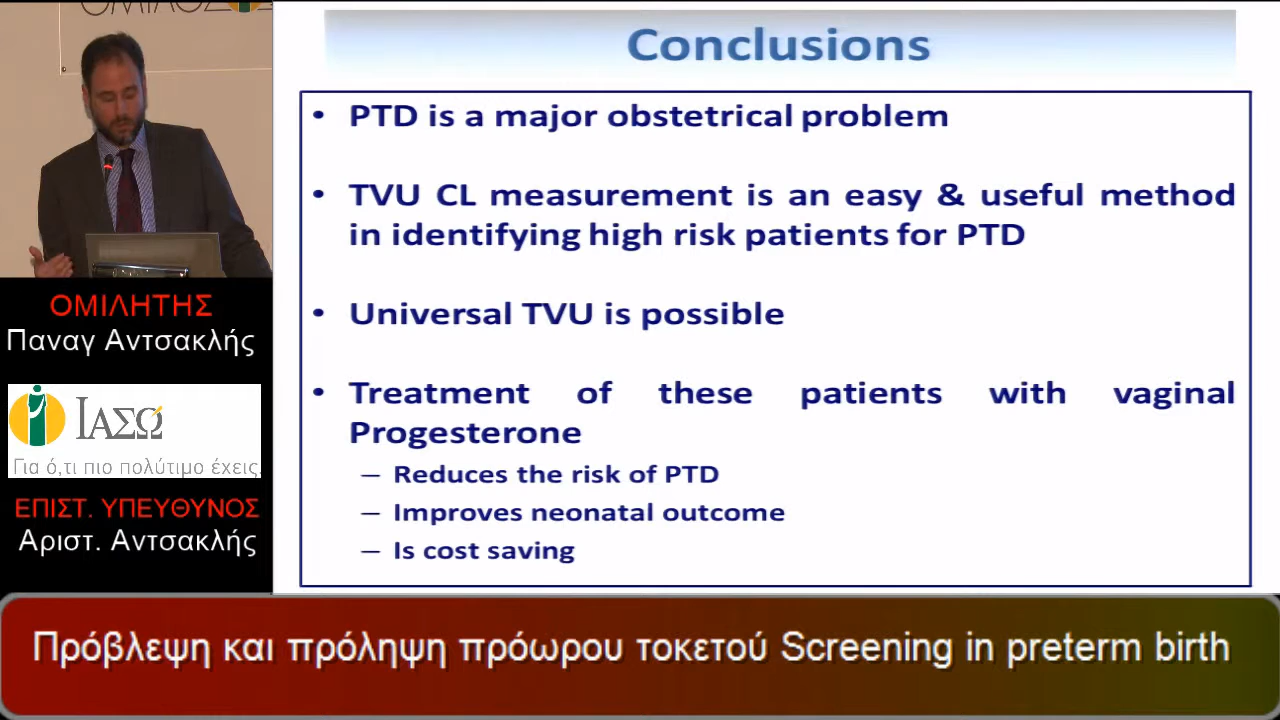 ΟΜΙΛΟΣ
Conclusions
• PTD is a major obstetrical problem
• TVU CL measurement is an easy & useful method
in identifying high risk patients for PTD
• Universal TVU is possible
• Treatment of these patients with vaginal
Progesterone
– Reduces the risk of PTD
– Improves neonatal outcome
– Is cost saving
ΟΜΙΛΗΤΗΣ
Παναγ Αντσακλής
ΙΑΣΩ
Για ό,τι πιο πολύτιμο έχεις.
ΕΠΙΣΤ. ΥΠΕΥΘΥΝΟΣ
Αριστ. Αντσακλής
Πρόβλεψη και πρόληψη πρόωρου τοκετού Screening in preterm birth